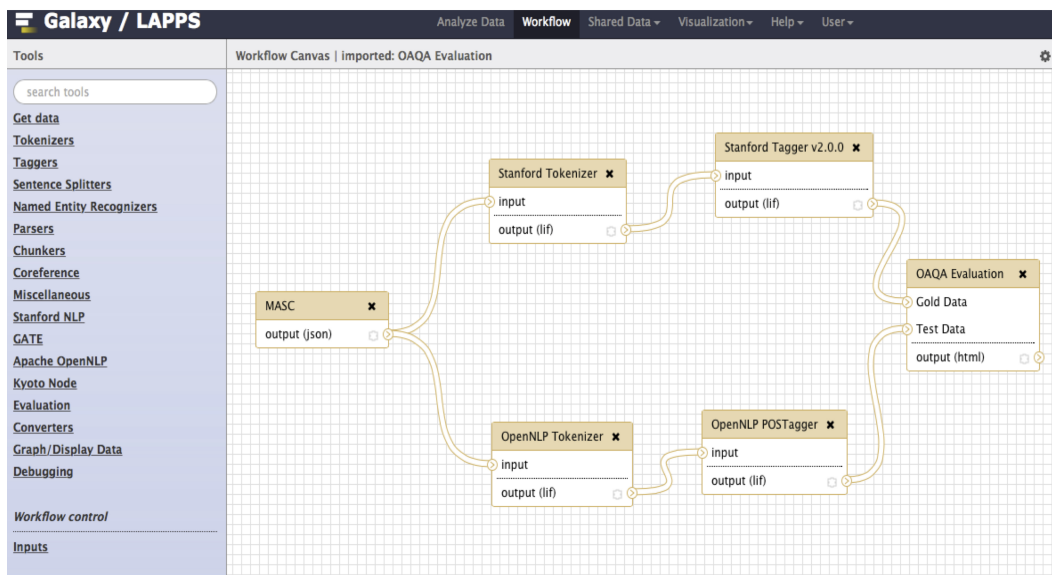 Galaxy / LAPPS
Analyze Data Workflow Shared Data Visualization Help User
Tools
search tools
Get data
Tokenizers
Taggers
Sentence Splitters
Named Entity Recognizers
Parsers
Chunkers
Coreference
Miscellaneous
Stanford NLP
GATE
Apache OpenNLP
Kyoto Node
Evaluation
Converters
Graph/Display Data
Debugging
Workflow control
Inputs
Workflow Canvas | imported: OAQA Evaluation
MASC
output (json)
Stanford Tokenizer
input
output (lif)
Stanford Tagger v2.0.0
input
output (lif)
OpenNLP Tokenizer
input
output (lif)
OpenNLP POSTagger
input
output (lif)
OAQA Evaluation
Gold Data
Test Data
output (html)